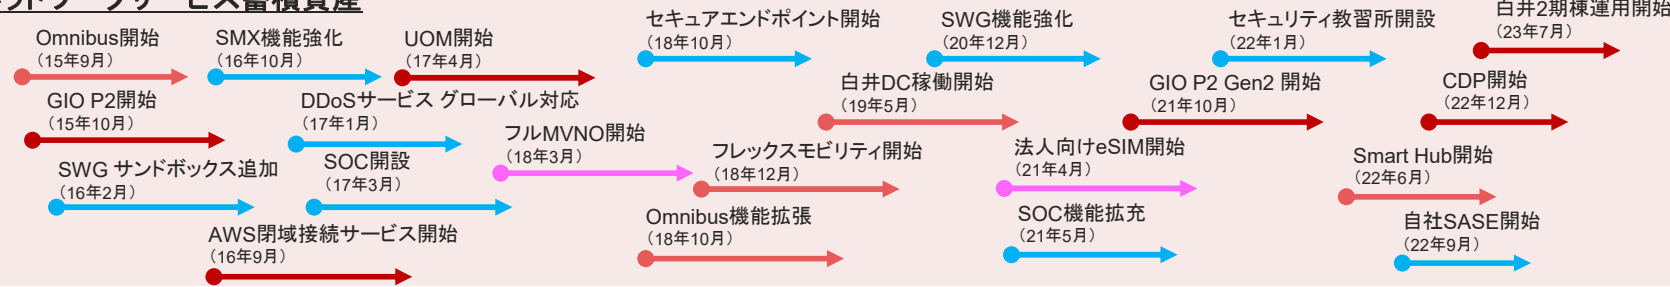 ネットワークサービス蓄積資産
Omnibus開始
（15年9月）
SMX機能強化
（16年10月）
UOM開始
（17年4月）
セキュアエンドポイント開始
（18年10月）
SWG機能強化
（20年12月）
セキュリティ教習所開設
（22年1月）
白井2期棟運用開始
（23年7月）
GIO P2開始
（15年10月）
DDoSサービス グローバル対応
（17年1月）
白井DC稼働開始
（19年5月）
GIO P2 Gen2 開始
（21年10月）
CDP開始
（22年12月）
SWG サンドボックス追加
（16年2月）
SOC開設
（17年3月）
フルMVNO開始
（18年3月）
フレックスモビリティ開始
（18年12月）
法人向けeSIM開始
（21年4月）
Smart Hub開始
（22年6月）
AWS閉域接続サービス開始
（16年9月）
Omnibus機能拡張
（18年10月）
SOC機能拡充
（21年5月）
自社SASE開始
（22年9月）